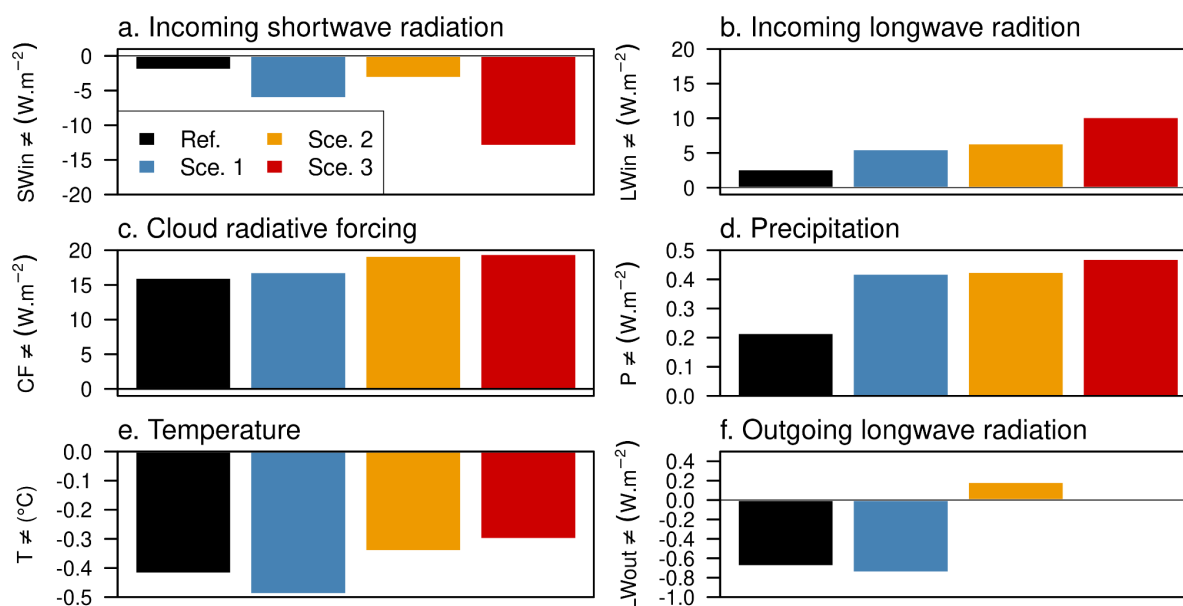 a. Incoming shortwave radiation
SWin ≠ (W.m−2)
0
-5
-10
-15
-20
Ref.
Sce. 1
Sce. 2
Sce. 3
b. Incoming longwave radition
LWin ≠ (W.m−2)
20
15
10
5
0
c. Cloud radiative forcing
CF ≠ (W.m−2)
20
15
10
5
0
d. Precipitation
P ≠ (W.m−2)
0.5
0.4
0.3
0.2
0.1
0.0
e. Temperature
T ≠ (°C)
0.0
-0.1
-0.2
-0.3
-0.4
-0.5
f. Outgoing longwave radiation
LWout ≠ (W.m−2)
0.4
0.2
0.0
-0.2
-0.4
-0.6
-0.8
-1.0